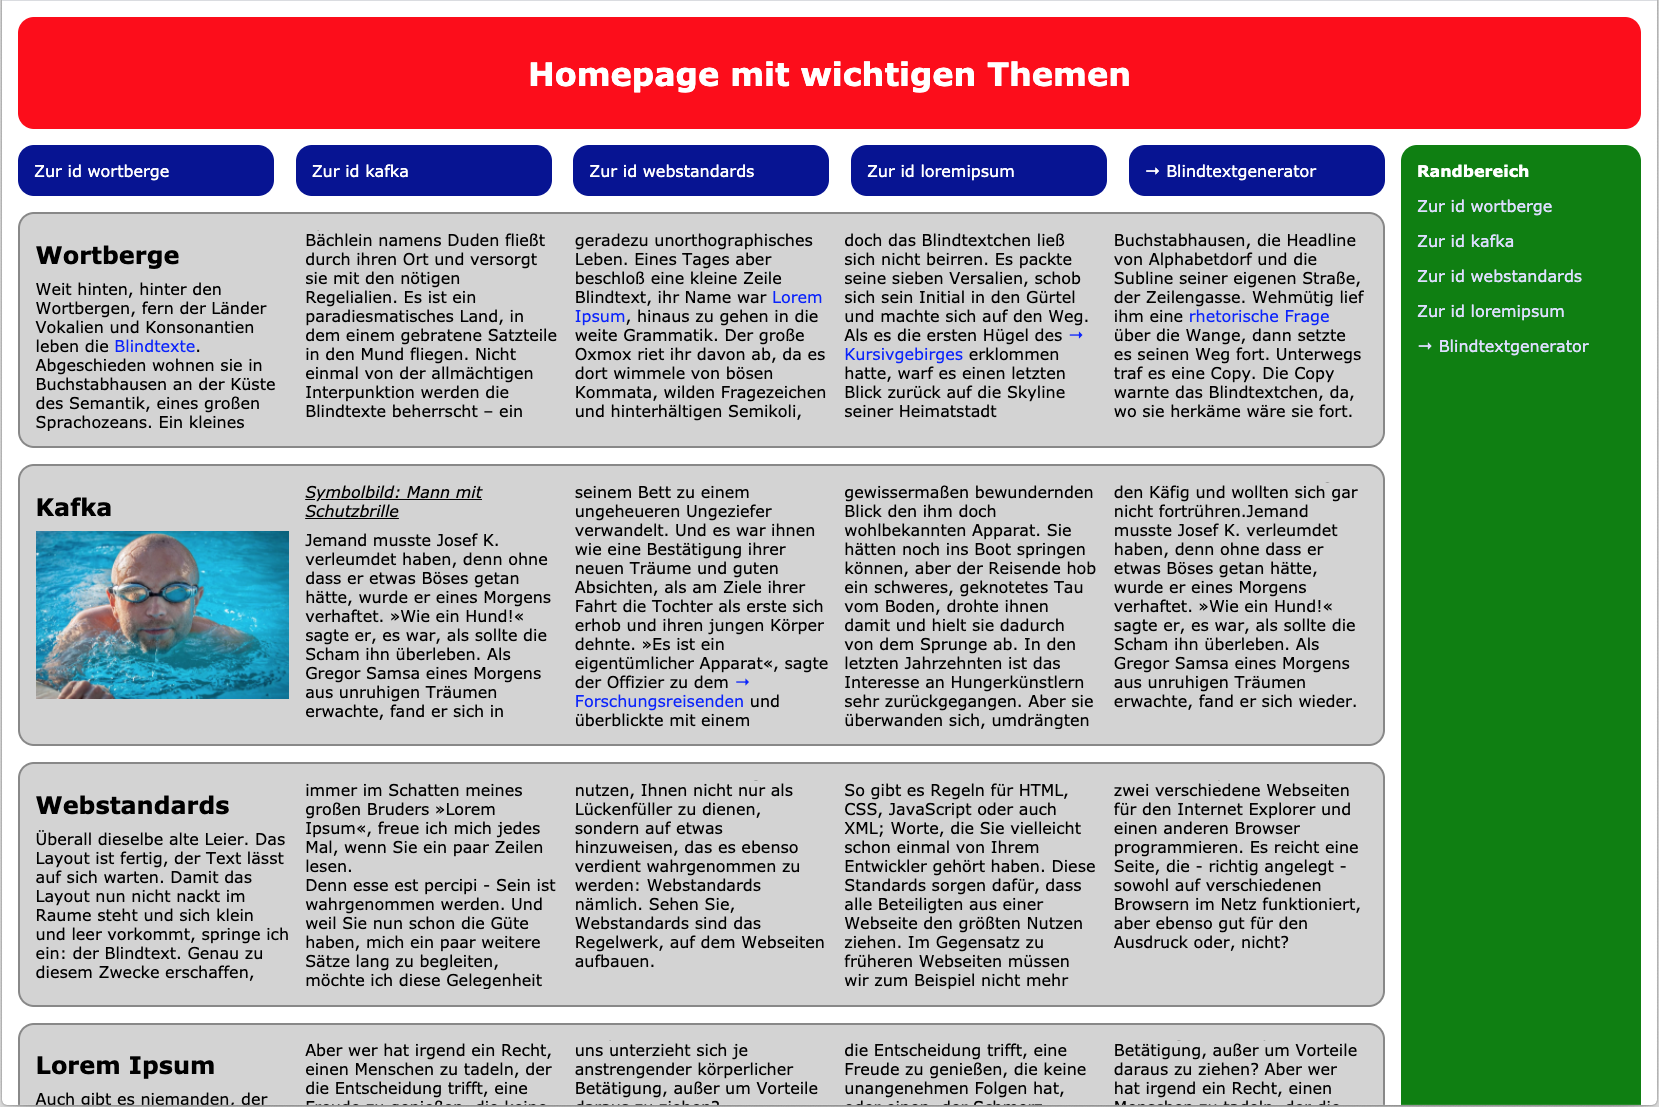 Homepage mit wichtigen Themen
Zur id wortberge
Zur id kafka
Zur id webstandards
Zur id loremipsum
→ Blindtextgenerator
Wortberge
Weit hinten, hinter den
Wortbergen, fern der Länder
Vokalien und Konsonantien
leben die Blindtexte.
Abgeschieden wohnen sie in
Buchstabhausen an der Küste
des Semantik, eines großen
Sprachozeans. Ein kleines
Bächlein namens Duden fließt
durch ihren Ort und versorgt
sie mit den nötigen
Regelialien. Es ist ein
paradiesmatisches Land, in
dem einem gebratene Satzteile
in den Mund fliegen. Nicht
einmal von der allmächtigen
Interpunktion werden die
Blindtexte beherrscht – ein
geradezu unorthographisches
Leben. Eines Tages aber
beschloß eine kleine Zeile
Blindtext, ihr Name war Lorem
Ipsum, hinaus zu gehen in die
weite Grammatik. Der große
Oxmox riet ihr davon ab, da es
dort wimmele von bösen
Kommata, wilden Fragezeichen
und hinterhältigen Semikoli,
doch das Blindtextchen ließ
sich nicht beirren. Es packte
seine sieben Versalien, schob
sich sein Initial in den Gürtel
und machte sich auf den Weg.
Als es die ersten Hügel des →
Kursivgebirges erklommen
hatte, warf es einen letzten
Blick zurück auf die Skyline
seiner Heimatstadt
Buchstabhausen, die Headline
von Alphabetdorf und die
Subline seiner eigenen Straße,
der Zeilengasse. Wehmütig lief
ihm eine rhetorische Frage
über die Wange, dann setzte
es seinen Weg fort. Unterwegs
traf es eine Copy. Die Copy
warnte das Blindtextchen, da,
wo sie herkäme wäre sie fort.
Kafka
Symbolbild: Mann mit
Schutzbrille
Jemand musste Josef K.
verleumdet haben, denn ohne
dass er etwas Böses getan
hätte, wurde er eines Morgens
verhaftet. »Wie ein Hund!«
sagte er, es war, als sollte die
Scham ihn überleben. Als
Gregor Samsa eines Morgens
aus unruhigen Träumen
erwachte, fand er sich in
seinem Bett zu einem
ungeheueren Ungeziefer
verwandelt. Und es war ihnen
wie eine Bestätigung ihrer
neuen Träume und guten
Absichten, als am Ziele ihrer
Fahrt die Tochter als erste sich
erhob und ihren jungen Körper
dehnte. »Es ist ein
eigentümlicher Apparat«, sagte
der Offizier zu dem →
Forschungsreisenden und
überblickte mit einem
gewissermaßen bewundernden
Blick den ihm doch
wohlbekannten Apparat. Sie
hätten noch ins Boot springen
können, aber der Reisende hob
ein schweres, geknotetes Tau
vom Boden, drohte ihnen
damit und hielt sie dadurch
von dem Sprunge ab. In den
letzten Jahrzehnten ist das
Interesse an Hungerkünstlern
sehr zurückgegangen. Aber sie
überwanden sich, umdrängten
den Käfig und wollten sich gar
nicht fortrühren.Jemand
musste Josef K. verleumdet
haben, denn ohne dass er
etwas Böses getan hätte,
wurde er eines Morgens
verhaftet. »Wie ein Hund!«
sagte er, es war, als sollte die
Scham ihn überleben. Als
Gregor Samsa eines Morgens
aus unruhigen Träumen
erwachte, fand er sich wieder.
Webstandards
Überall dieselbe alte Leier. Das
Layout ist fertig, der Text lässt
auf sich warten. Damit das
Layout nun nicht nackt im
Raume steht und sich klein
und leer vorkommt, springe ich
ein: der Blindtext. Genau zu
diesem Zwecke erschaffen,
immer im Schatten meines
großen Bruders »Lorem
Ipsum«, freue ich mich jedes
Mal, wenn Sie ein paar Zeilen
lesen.
Denn esse est percipi - Sein ist
wahrgenommen werden. Und
weil Sie nun schon die Güte
haben, mich ein paar weitere
Sätze lang zu begleiten,
möchte ich diese Gelegenheit
nutzen, Ihnen nicht nur als
Lückenfüller zu dienen,
sondern auf etwas
hinzuweisen, das es ebenso
verdient wahrgenommen zu
werden: Webstandards
nämlich. Sehen Sie,
Webstandards sind das
Regelwerk, auf dem Webseiten
aufbauen.
So gibt es Regeln für HTML,
CSS, JavaScript oder auch
XML; Worte, die Sie vielleicht
schon einmal von Ihrem
Entwickler gehört haben. Diese
Standards sorgen dafür, dass
alle Beteiligten aus einer
Webseite den größten Nutzen
ziehen. Im Gegensatz zu
früheren Webseiten müssen
wir zum Beispiel nicht mehr
zwei verschiedene Webseiten
für den Internet Explorer und
einen anderen Browser
programmieren. Es reicht eine
Seite, die - richtig angelegt -
sowohl auf verschiedenen
Browsern im Netz funktioniert,
aber ebenso gut für den
Ausdruck oder, nicht?
Lorem Ipsum
Auch gibt es niemanden, der
Aber wer hat irgend ein Recht,
einen Menschen zu tadeln, der
die Entscheidung trifft, eine
Freude zu genießen, die keine
uns unterzieht sich je
anstrengender körperlicher
Betätigung, außer um Vorteile
daraus zu ziehen?
die Entscheidung trifft, eine
Freude zu genießen, die keine
unangenehmen Folgen hat,
oder einen, der Schmerz
Betätigung, außer um Vorteile
daraus zu ziehen? Aber wer
hat irgend ein Recht, einen
Menschen zu tadeln, der die
Randbereich
Zur id wortberge
Zur id kafka
Zur id webstandards
Zur id loremipsum
→ Blindtextgenerator